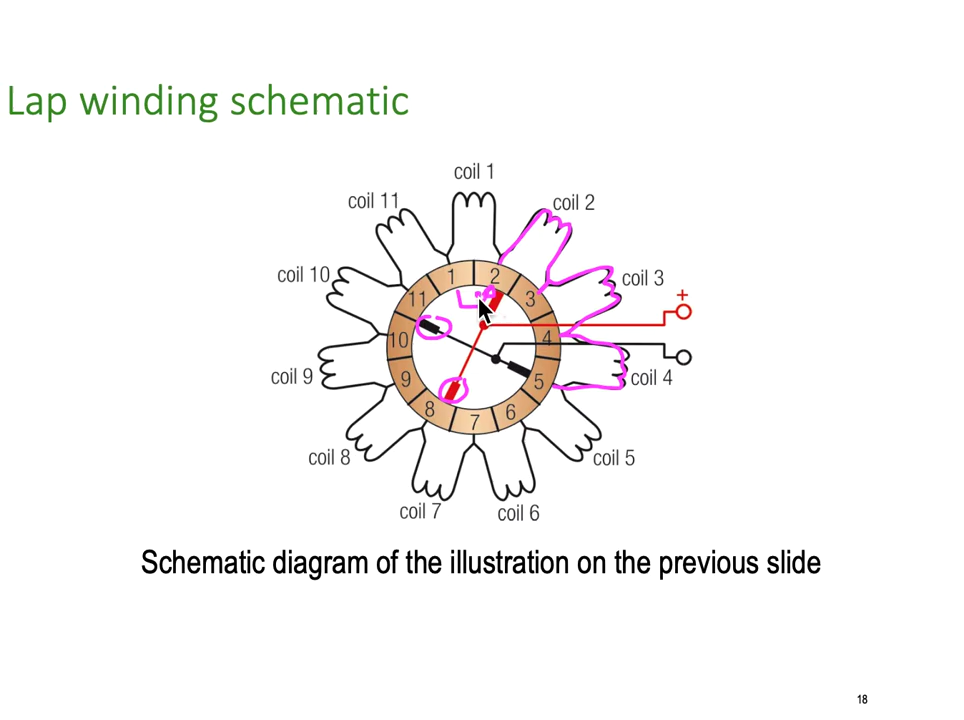 Lap winding schematic
coil 1
coil 11
coil 2
coil 10
coil 3
1
2
11
3
+
10
4
coil 9
9
5
coil 4
8
7
6
coil 8
coil 5
coil 7
coil 6
Schematic diagram of the illustration on the previous slide
18